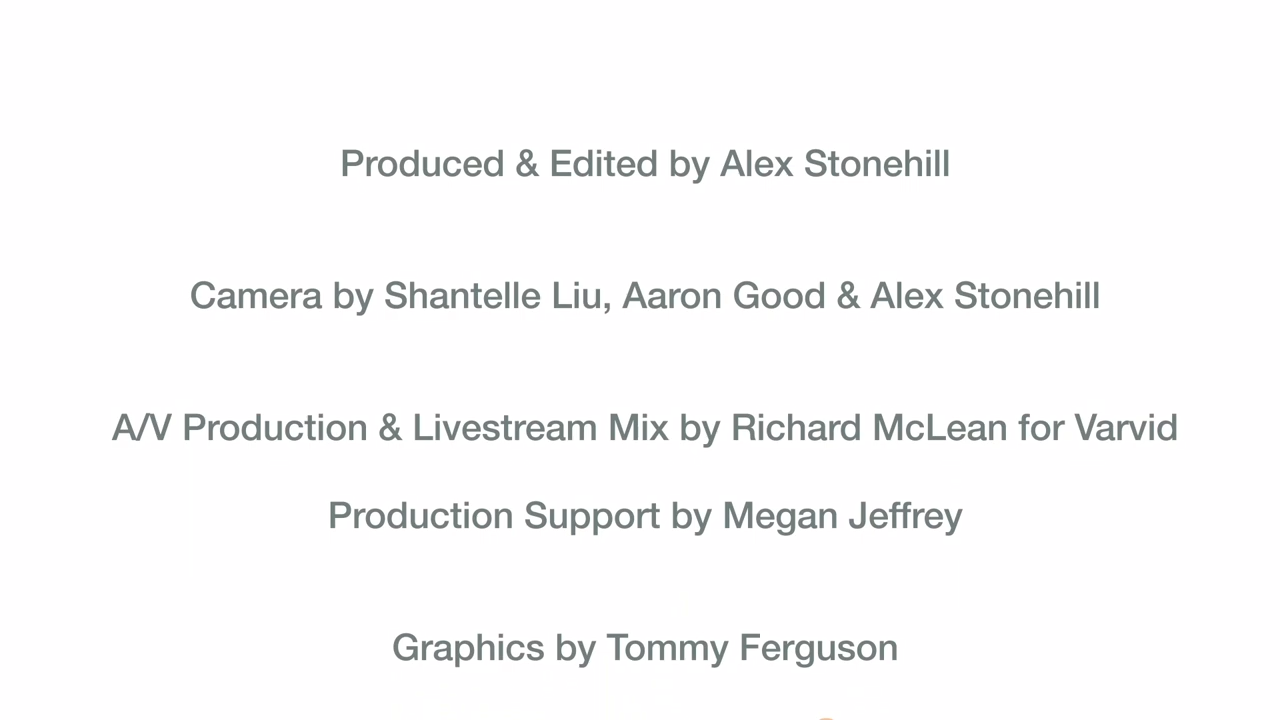 Produced & Edited by Alex Stonehill
Camera by Shantelle Liu, Aaron Good & Alex Stonehill
A/V Production & Livestream Mix by Richard McLean for Varvid
Production Support by Megan Jeffrey
Graphics by Tommy Ferguson